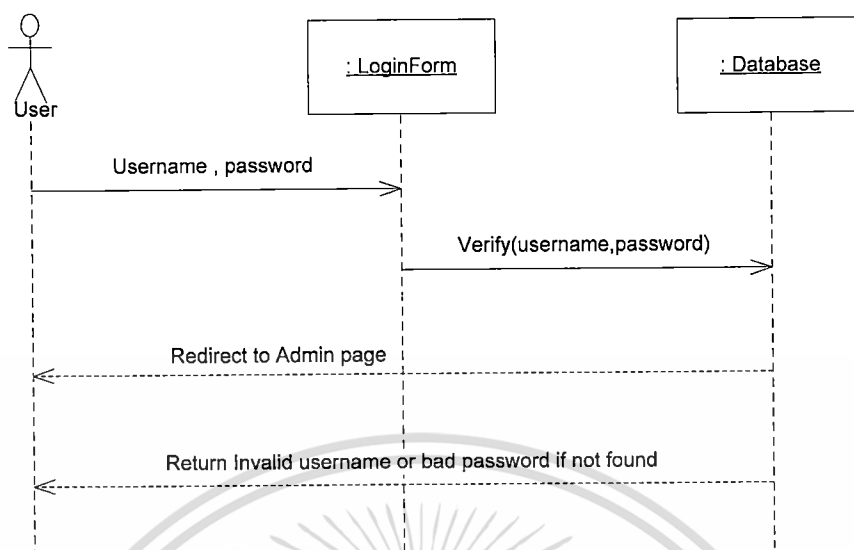 : LoginForm
: Database
User
Username , password
Verify(username,password)
Redirect to Admin page
Return Invalid username or bad password if not found